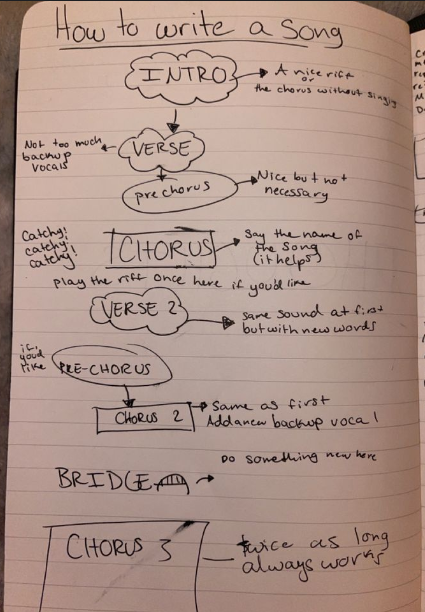 How to write a Song
INTRO
A nice riff
or
the chorus without singing
Not too much
backup
vocals
VERSE
prechorus
Nice but not
necessary
Catchy!
catchy!
catchy!
CHORUS
Say the name of
the song
(it helps)
play the riff once here if you'd like
VERSE 2
same sound at first
but with new words
if
you'd
like
PRE-CHORUS
CHORUS 2
Same as first
Add a new backup vocal
Do something new here
BRIDGE
CHORUS 3
twice as long
always works